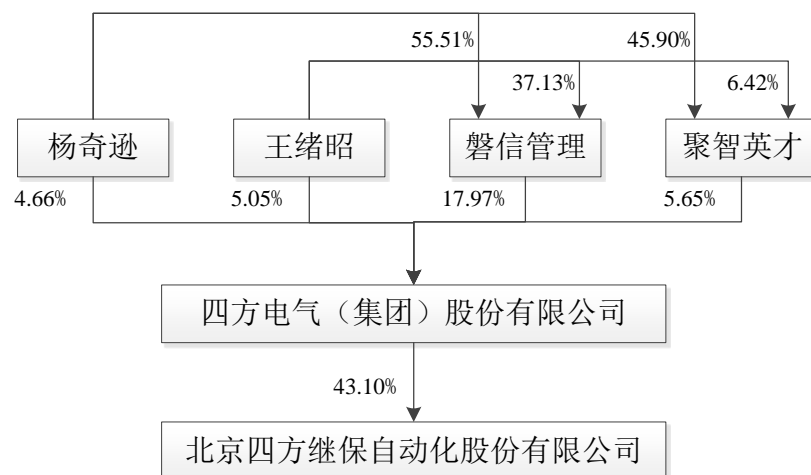 55.51%
45.90%
37.13%
6.42%
杨奇逊
王绪昭
磐信管理
聚智英才
4.66%
5.05%
17.97%
5.65%
四方电气（集团）股份有限公司
43.10%
北京四方继保自动化股份有限公司